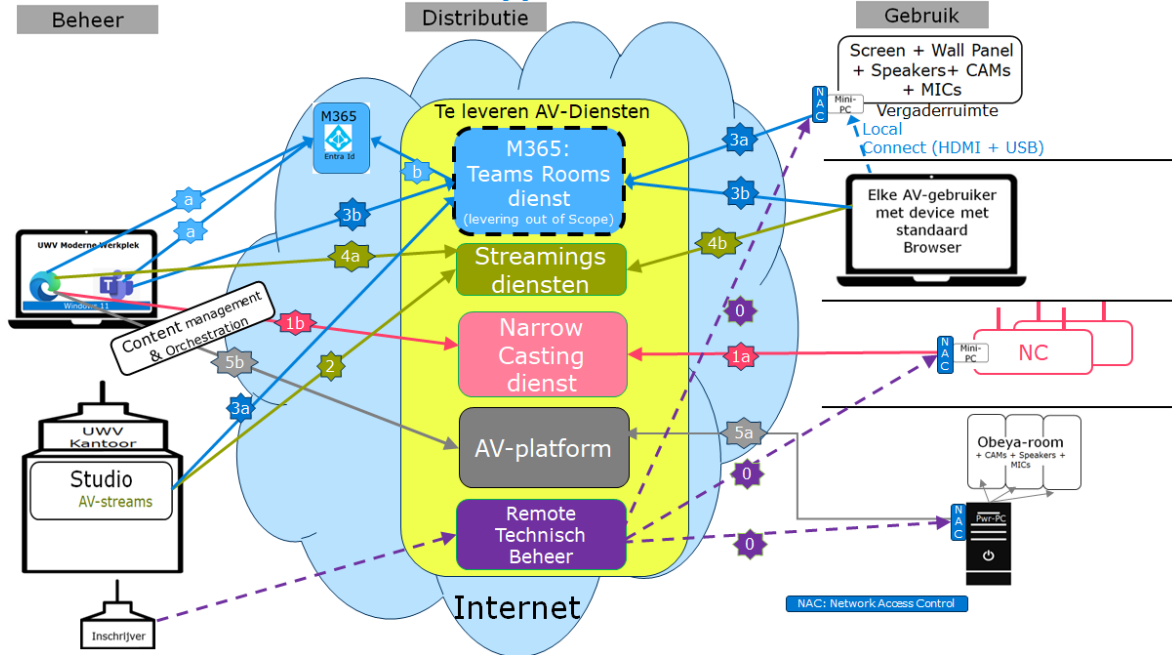 Beheer
Distributie
Gebruik
Te leveren AV-Diensten
M365
Entra Id
M365:
Teams Rooms
dienst
(levering out of Scope)
Streamings
diensten
Narrow
Casting
dienst
AV-platform
Remote
Technisch
Beheer
Internet
UWV Moderne Werkplek
Windows 11
Content management
& Orchestration
UWV
Kantoor
Studio
AV-streams
Inschrijver
a
a
b
3b
4a
1b
5b
2
3a
3a
3b
4b
0
1a
5a
0
0
Screen + Wall Panel
+ Speakers+ CAMs
+ MICs
NAC
Mini-
PC
Vergaderruimte
Local
Connect (HDMI + USB)
Elke AV-gebruiker
met device met
standaard
Browser
NAC
Mini-
PC
NC
Obeya-room
+ CAMs + Speakers +
MICs
NAC
Pwr-PC
NAC: Network Access Control